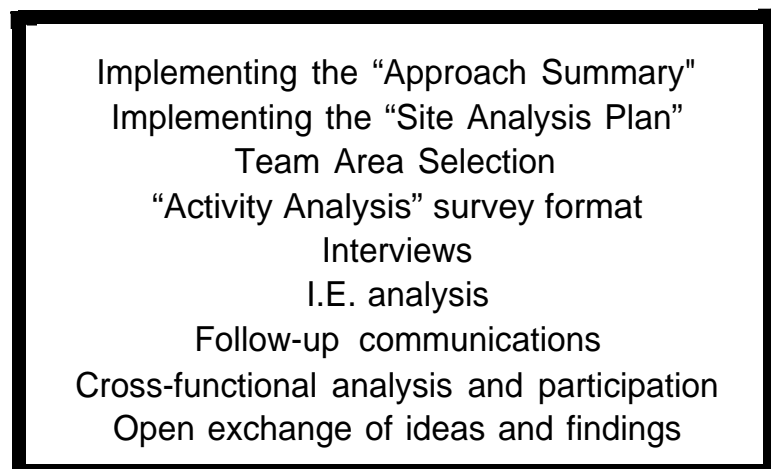 Implementing the “Approach Summary"
Implementing the “Site Analysis Plan”
Team Area Selection
“Activity Analysis” survey format
Interviews
I.E. analysis
Follow-up communications
Cross-functional analysis and participation
Open exchange of ideas and findings